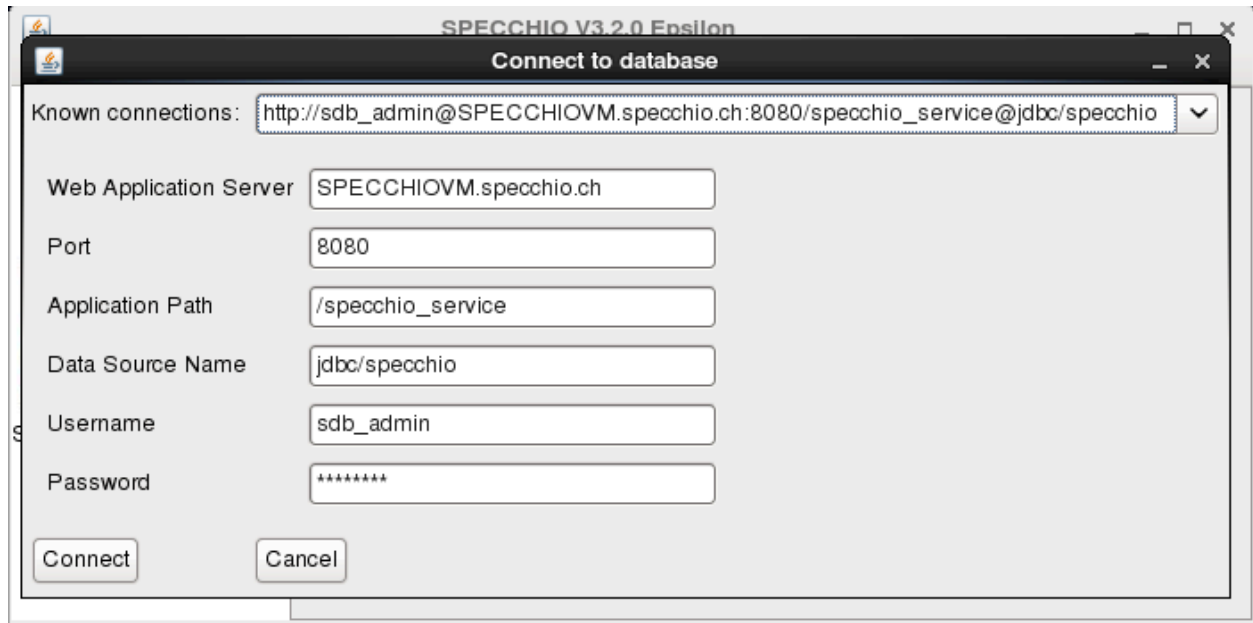 SPECCHIO V3.2.0 Epsilon
Connect to database
Known connections: http://sdb_admin@SPECCHIOVM.specchio.ch:8080/specchio_service@jdbc/specchio
Web Application Server SPECCHIOVM.specchio.ch
Port 8080
Application Path /specchio_service
Data Source Name jdbc/specchio
Username sdb_admin
Password ********
Connect Cancel